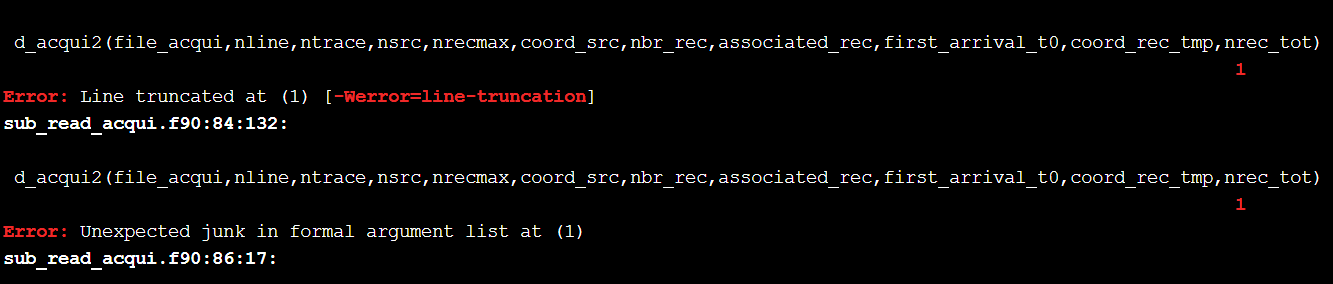 d_acqui2(file_acqui,nline,ntrace,nsrc,nrecmax,coord_src,nbr_rec,associated_rec,first_arrival_t0,coord_rec_tmp,nrec_tot)
1
Error: Line truncated at (1) [-Werror=line-truncation]
sub_read_acqui.f90:84:132:
d_acqui2(file_acqui,nline,ntrace,nsrc,nrecmax,coord_src,nbr_rec,associated_rec,first_arrival_t0,coord_rec_tmp,nrec_tot)
1
Error: Unexpected junk in formal argument list at (1)
sub_read_acqui.f90:86:17: